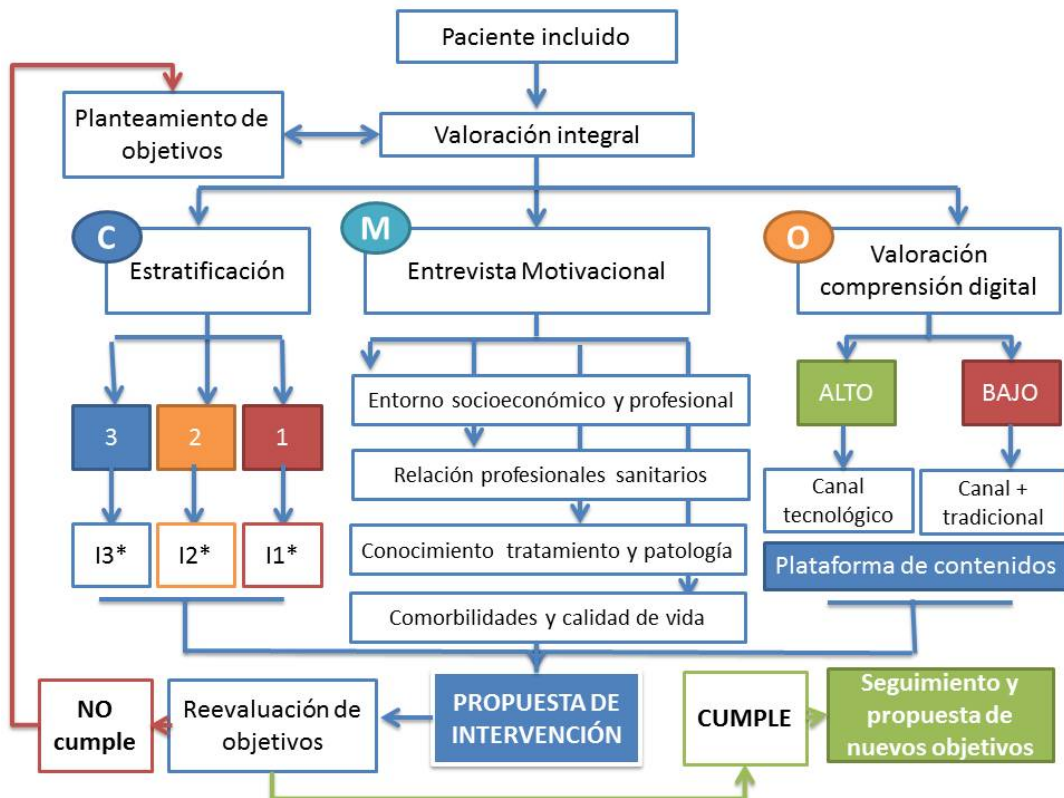 Paciente incluido
Planteamiento de
objetivos
Valoración integral
C
Estratificación
M
Entrevista Motivacional
O
Valoración
comprensión digital
3
2
1
ALTO
BAJO
I3*
I2*
I1*
Entorno socioeconómico y profesional
Relación profesionales sanitarios
Conocimiento tratamiento y patología
Comorbilidades y calidad de vida
Canal
tecnológico
Canal +
tradicional
Plataforma de contenidos
NO
cumple
Reevaluación de
objetivos
PROPUESTA DE
INTERVENCIÓN
CUMPLE
Seguimiento y
propuesta de
nuevos objetivos